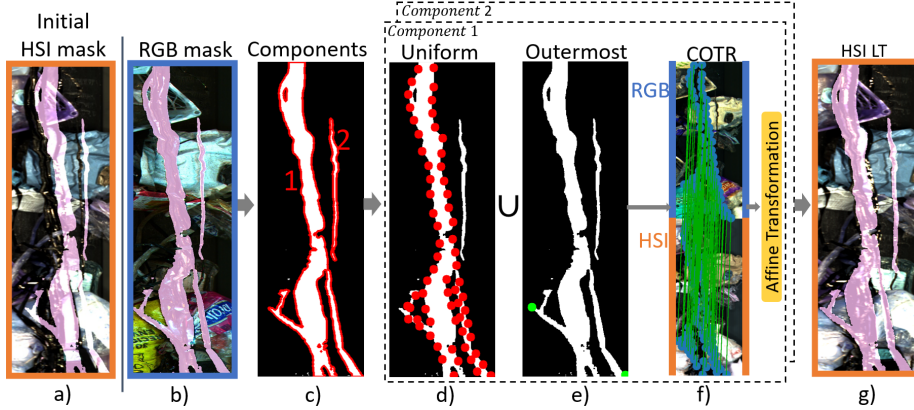 Component 2
Component 1
Initial
HSI mask
RGB mask
Components
Uniform
Outermost
COTR
HSI LT
RGB
HSI
1
2
∪
Affine Transformation
a)
b)
c)
d)
e)
f)
g)